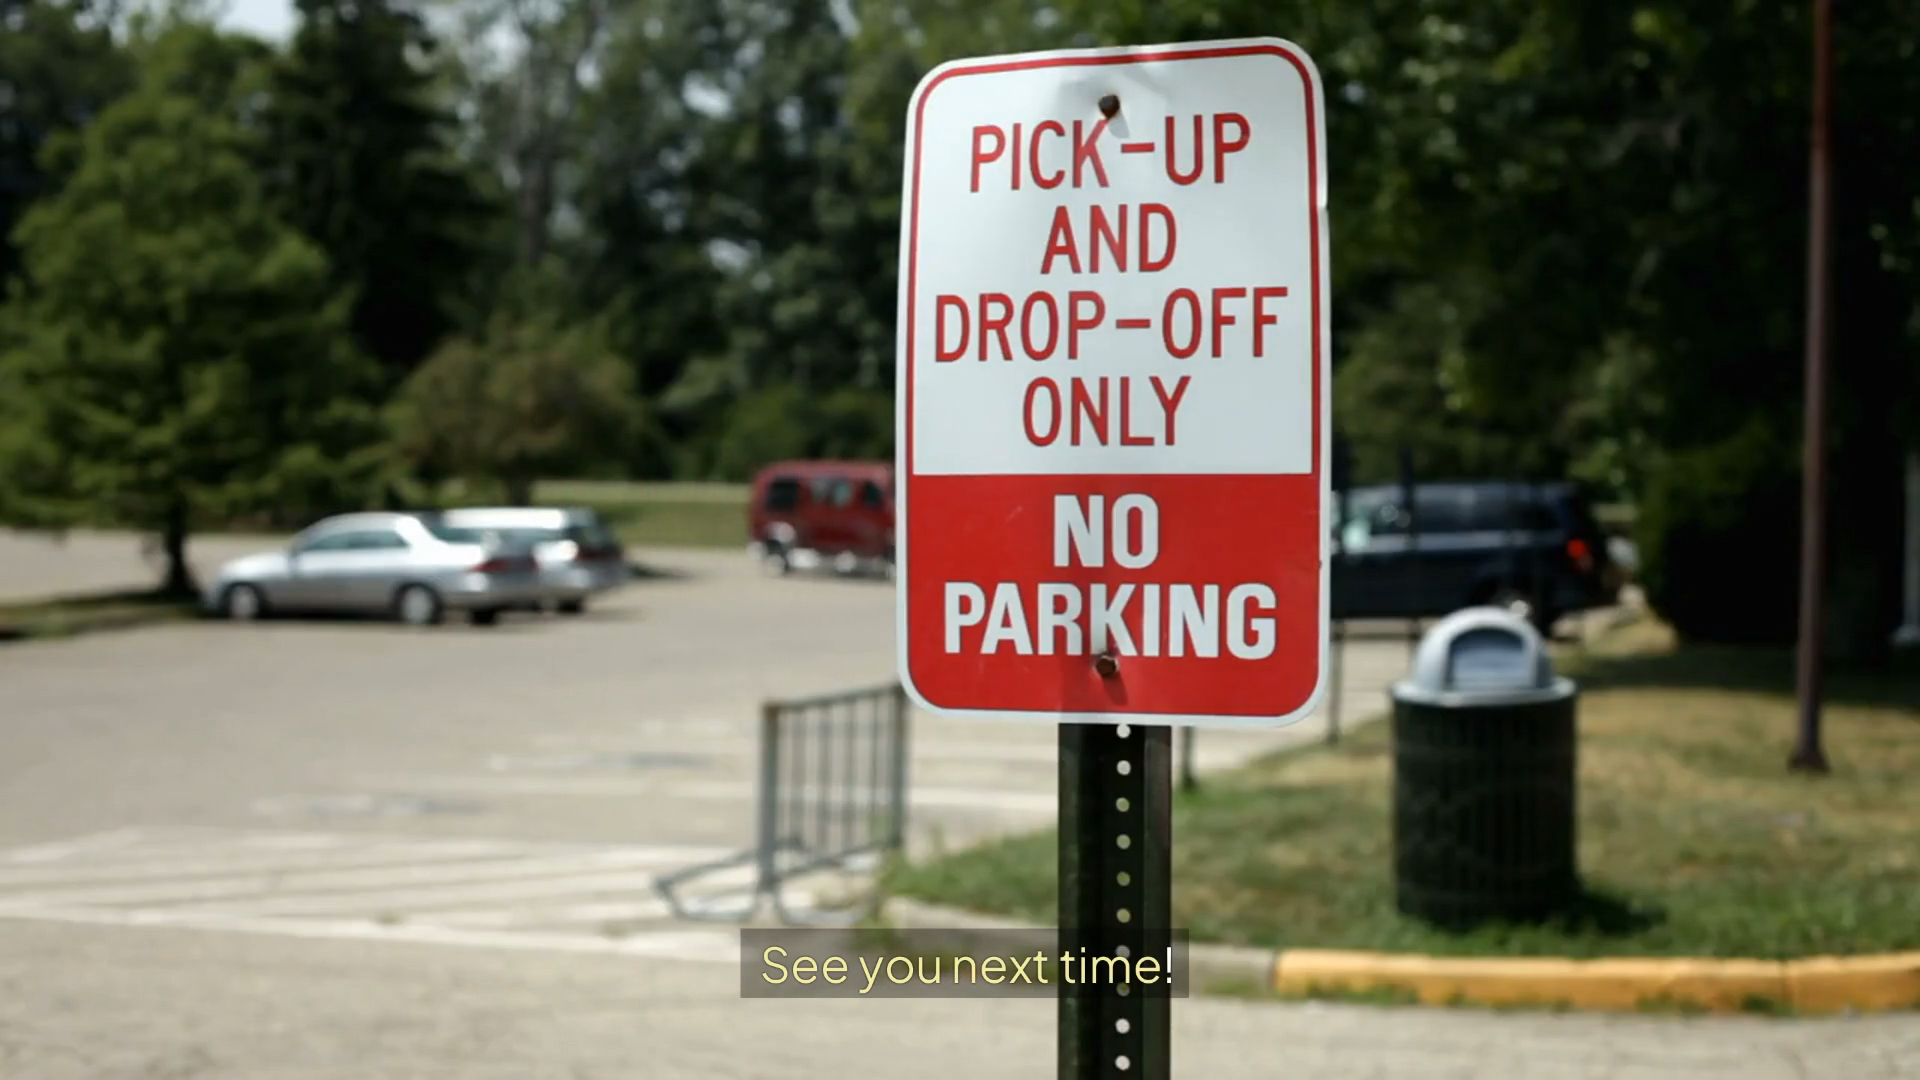 PICK-UP
AND
DROP-OFF
ONLY
NO
PARKING
See you next time!